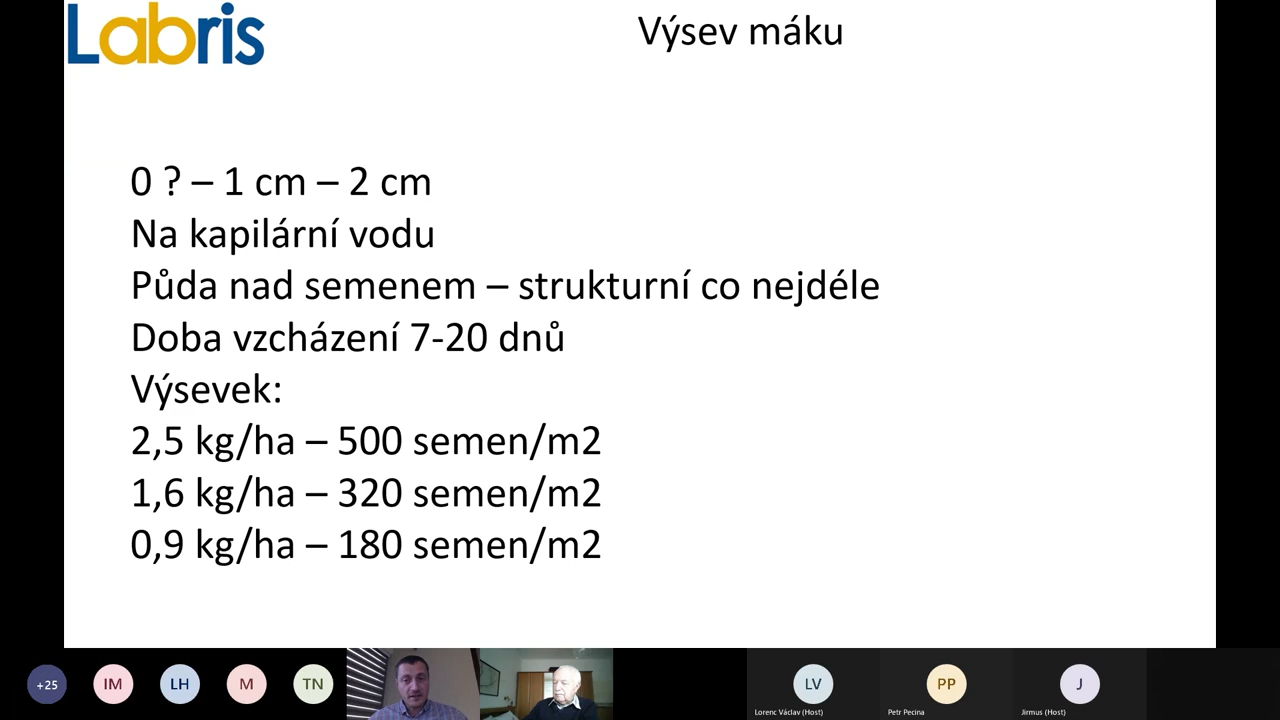 Labris
Výsev máku
0 ? – 1 cm – 2 cm
Na kapilární vodu
Půda nad semenem – strukturní co nejdéle
Doba vzcházení 7-20 dnů
Výsevek:
2,5 kg/ha – 500 semen/m2
1,6 kg/ha – 320 semen/m2
0,9 kg/ha – 180 semen/m2
+25
IM
LH
M
TN
LV
PP
J
Lorenc Václav (Host)
Petr Pecina
Jirmus (Host)